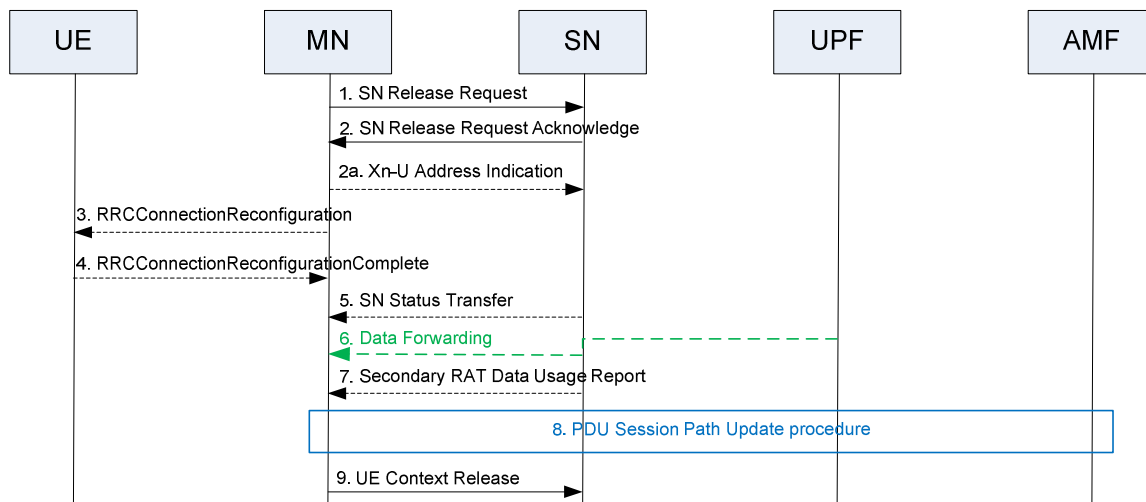 UE
MN
SN
UPF
AMF
1. SN Release Request
2. SN Release Request Acknowledge
2a. Xn-U Address Indication
3. RRCConnectionReconfiguration
4. RRCConnectionReconfigurationComplete
5. SN Status Transfer
6. Data Forwarding
7. Secondary RAT Data Usage Report
8. PDU Session Path Update procedure
9. UE Context Release